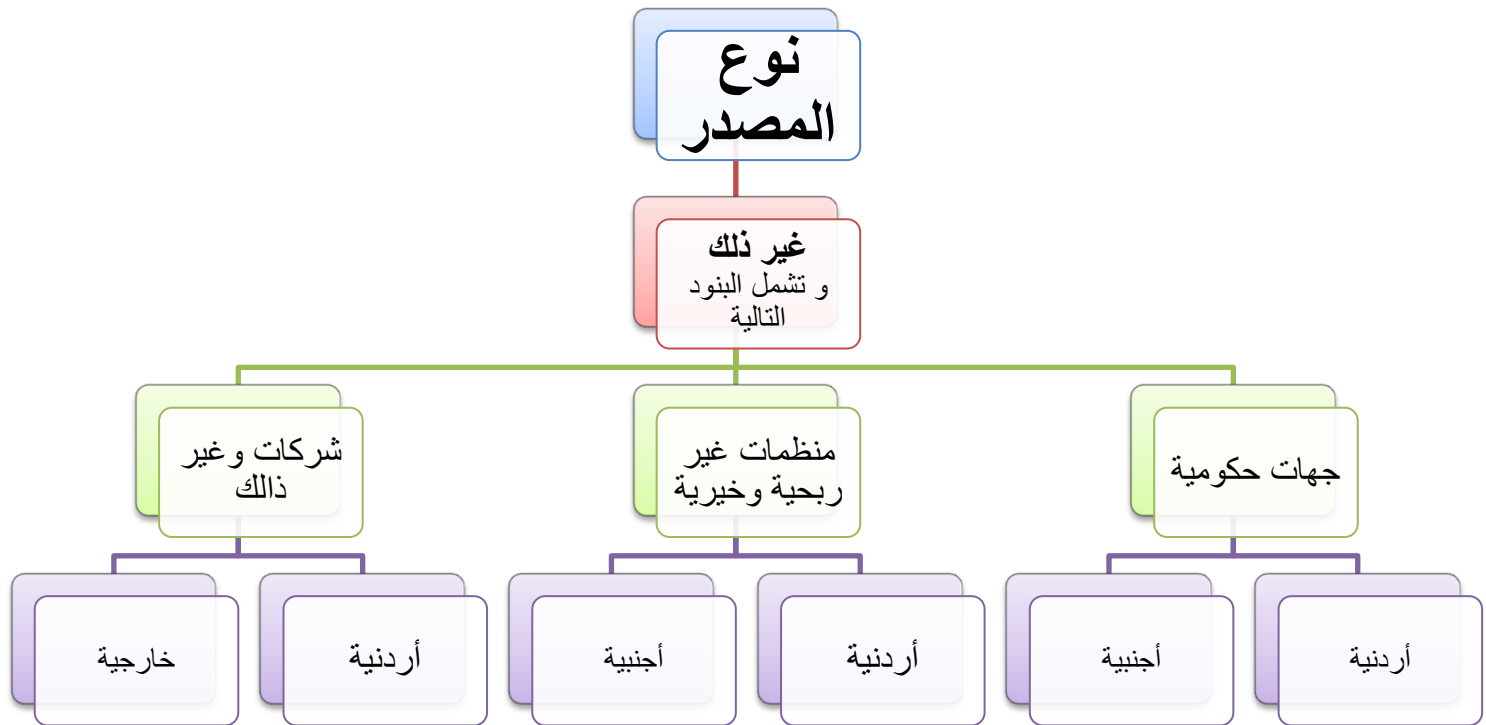 نوع
المصدر
غير ذلك
و تشمل البنود
التالية
جهات حكومية
منظمات غير
ربحية وخيرية
شركات وغير
ذالك
أردنية
أجنبية
أردنية
أجنبية
أردنية
خارجية